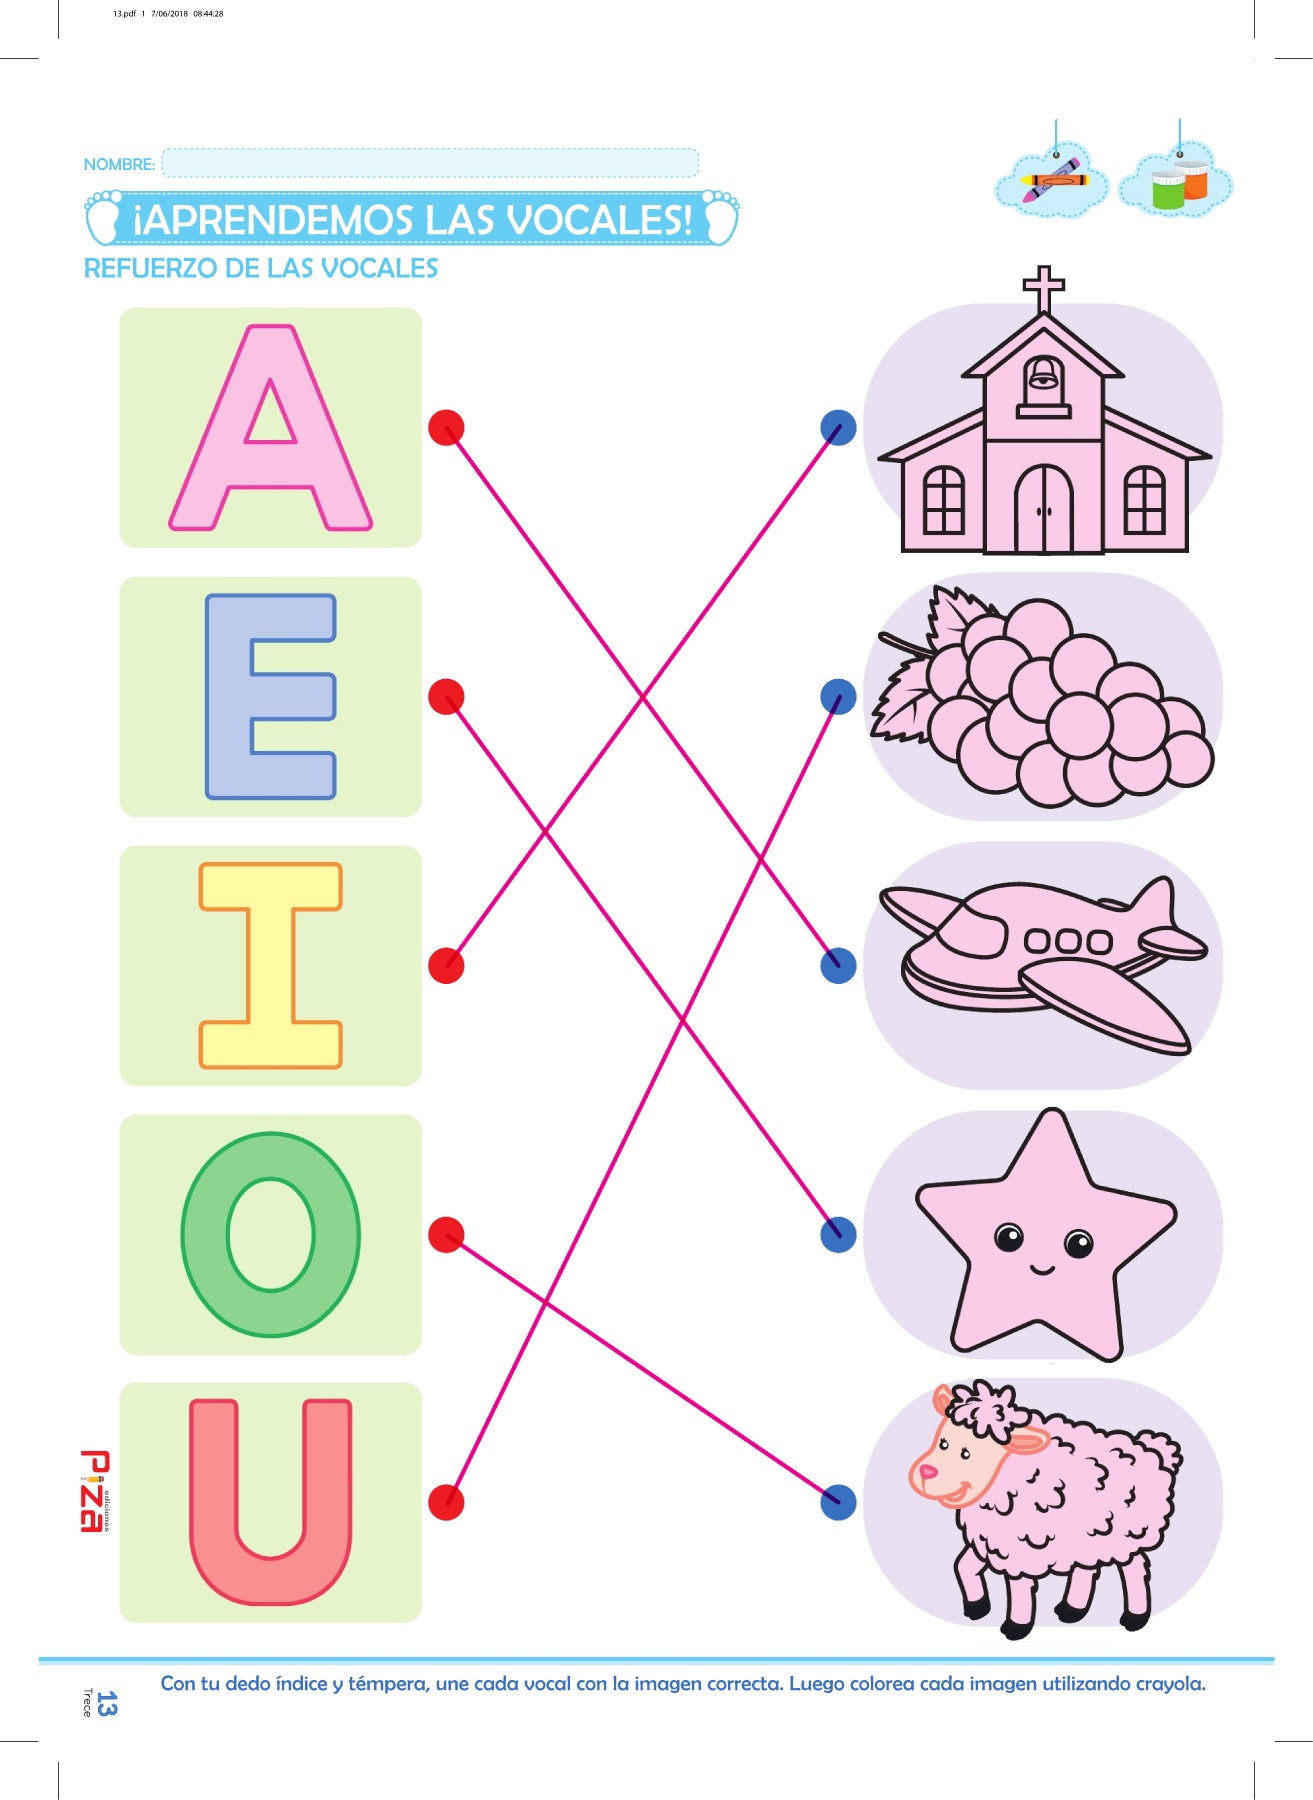 13.pdf 1 7/06/2018 08:44:28
NOMBRE:
¡APRENDEMOS LAS VOCALES!
REFUERZO DE LAS VOCALES
A
E
I
O
U
PIZA
ediciones
Con tu dedo índice y témpera, une cada vocal con la imagen correcta. Luego colorea cada imagen utilizando crayola.
13
Trece